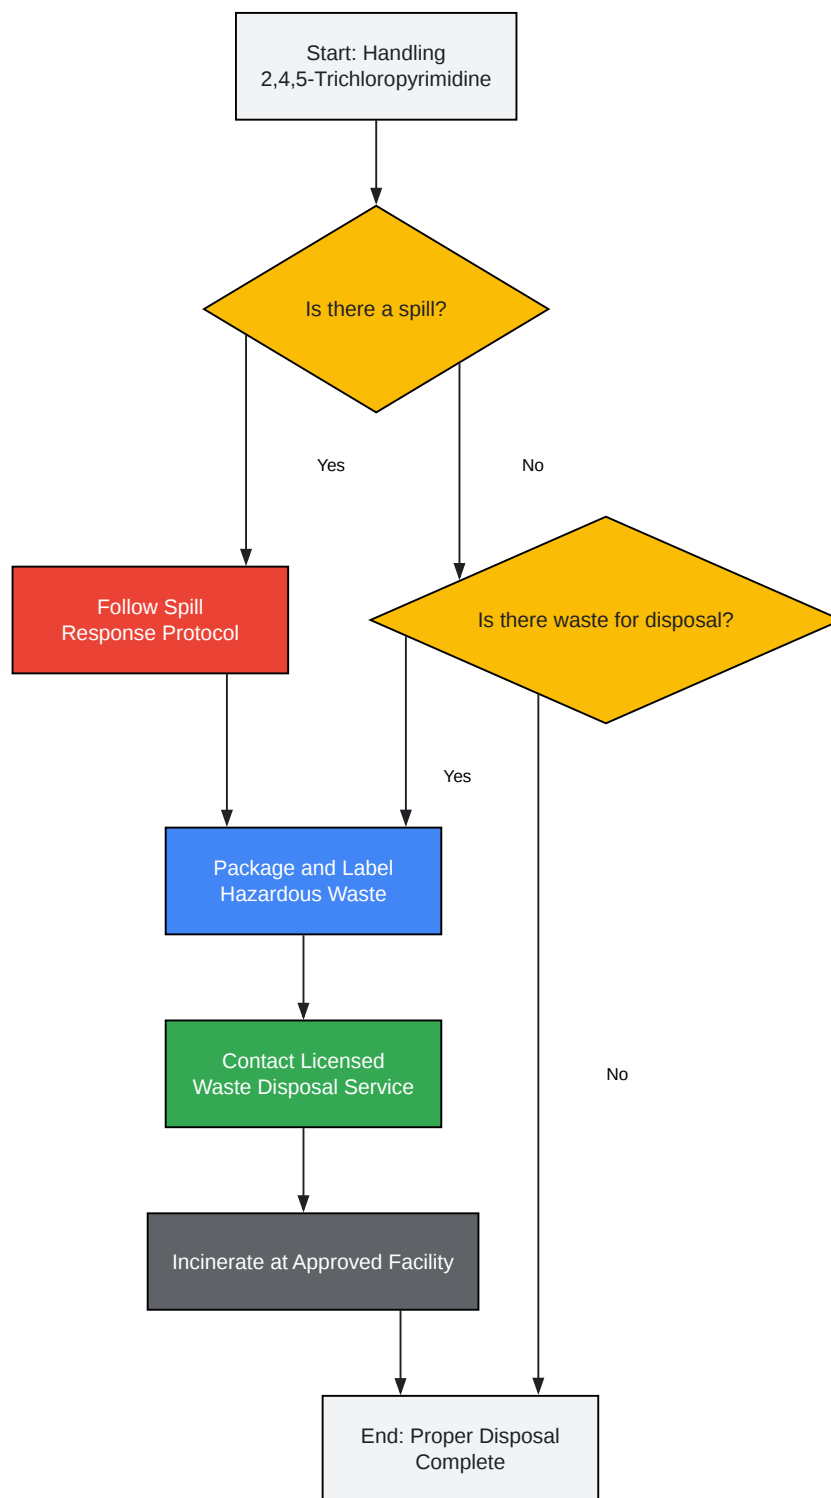 Start: Handling
2,4,5-Trichloropyrimidine
Is there a spill?
Yes
No
Follow Spill
Response Protocol
Is there waste for disposal?
Yes
Package and Label
Hazardous Waste
Contact Licensed
Waste Disposal Service
No
Incinerate at Approved Facility
End: Proper Disposal
Complete